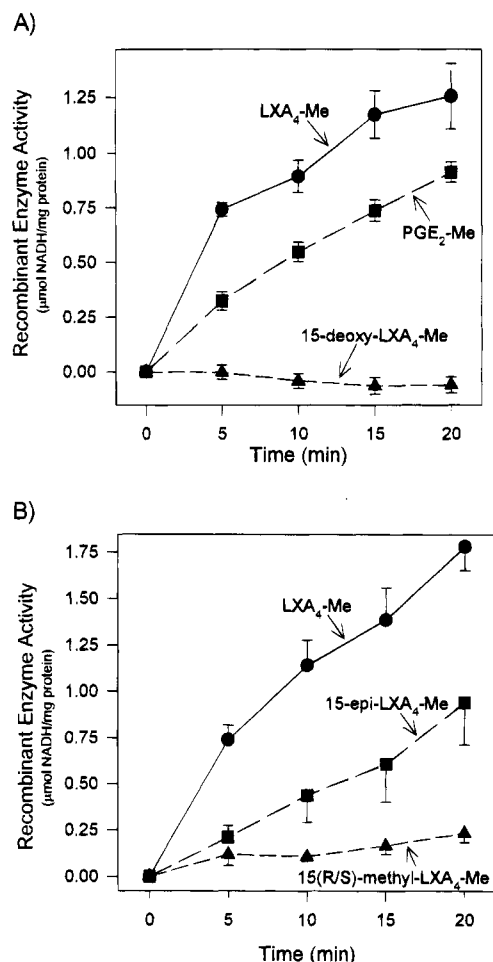 A)
Recombinant Enzyme Activity
(μmol NADH/mg protein)
1.25
1.00
0.75
0.50
0.25
0.00
LXA₄-Me
PGE₂-Me
15-deoxy-LXA₄-Me
0 5 10 15 20
Time (min)
B)
Recombinant Enzyme Activity
(μmol NADH/mg protein)
1.75
1.50
1.25
1.00
0.75
0.50
0.25
0.00
LXA₄-Me
15-epi-LXA₄-Me
15(R/S)-methyl-LXA₄-Me
0 5 10 15 20
Time (min)